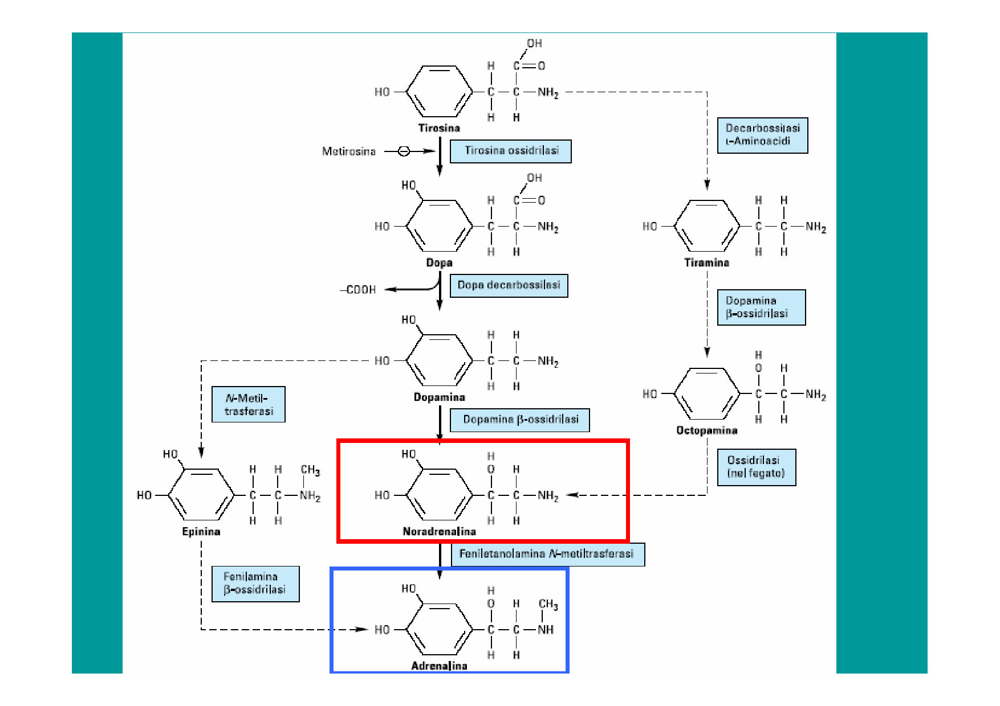 OH
H C O
HO C C NH2
H H
Tirosina
Decarbossilasi
L-Aminoacidi
Metirosina
Tirosina ossidrilasi
HO OH
H C O
HO C C NH2
H H
Dopa
H H
HO C C NH2
H H
Tiramina
–COOH
Dopa decarbossilasi
Dopamina
β-ossidrilasi
HO
H H
HO C C NH2
H H
Dopamina
N-Metil-
trasferasi
Dopamina β-ossidrilasi
H
O H
HO C C NH2
H H
Octopamina
HO
H H CH3
HO C C NH2
H H
Epinina
HO H
O H
HO C C NH2
H H
Noradrenalina
Ossidrilasi
(nel fegato)
Feniletanolamina N-metiltrasferasi
Fenilamina
β-ossidrilasi
HO H
O H CH3
HO C C NH
H H
Adrenalina